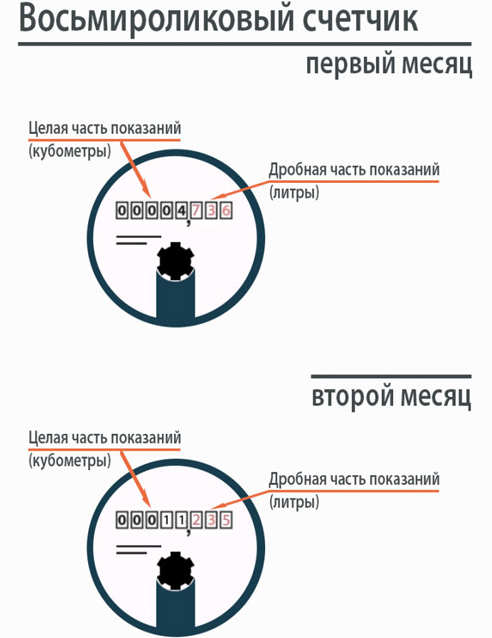 Восьмироликовый счетчик
первый месяц
Целая часть показаний
(кубометры)
Дробная часть показаний
(литры)
00004,736
второй месяц
Целая часть показаний
(кубометры)
Дробная часть показаний
(литры)
00011,235